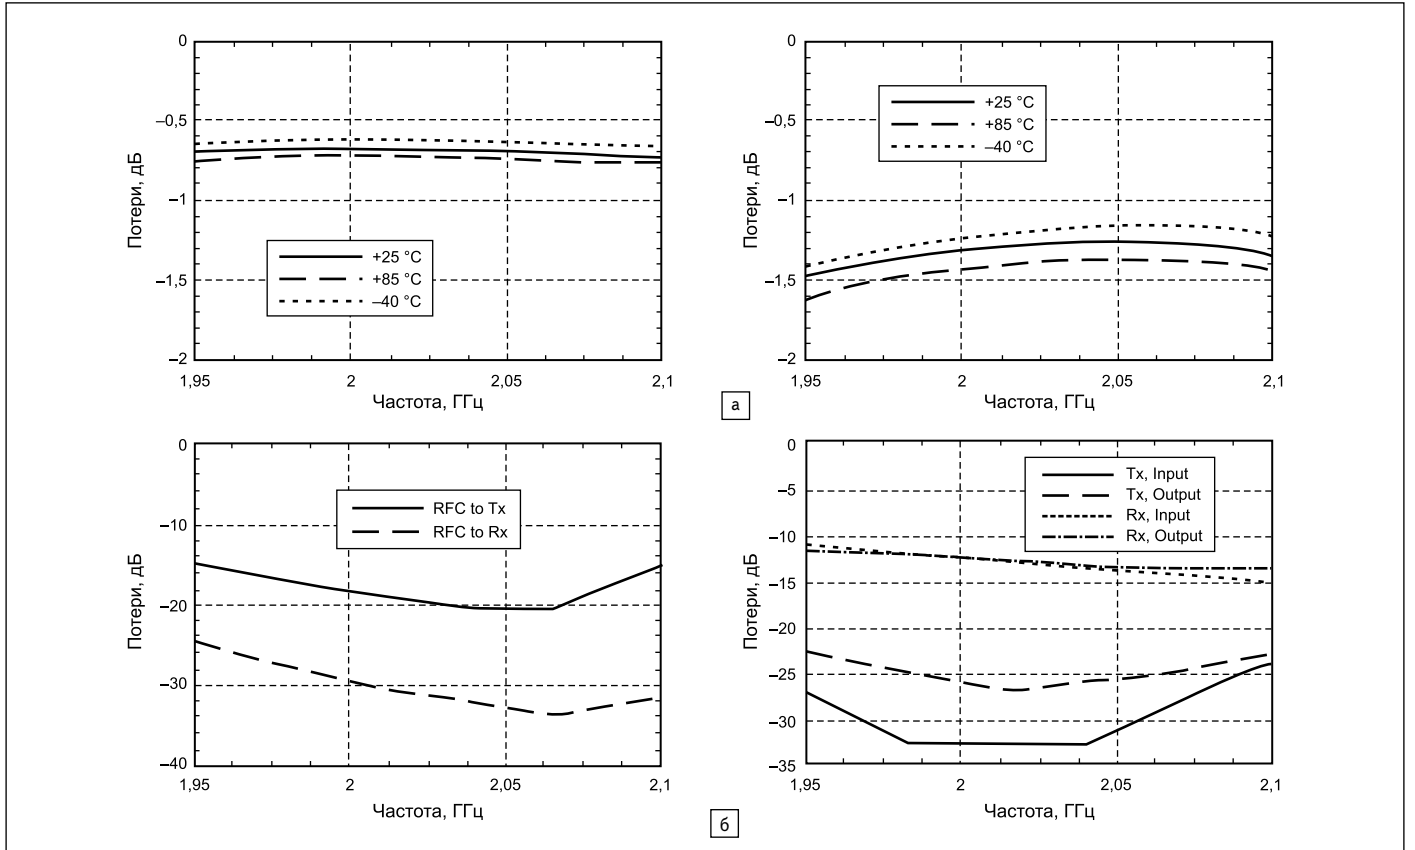 0
–0,5
–1
–1,5
–2
Потери, дБ
+25 °C
+85 °C
–40 °C
1,95
2
2,05
2,1
Частота, ГГц
0
–0,5
–1
–1,5
–2
Потери, дБ
+25 °C
+85 °C
–40 °C
1,95
2
2,05
2,1
Частота, ГГц
а
0
–10
–20
–30
–40
Потери, дБ
RFC to Tx
RFC to Rx
1,95
2
2,05
2,1
Частота, ГГц
0
–5
–10
–15
–20
–25
–30
–35
Потери, дБ
Tx, Input
Tx, Output
Rx, Input
Rx, Output
1,95
2
2,05
2,1
Частота, ГГц
б